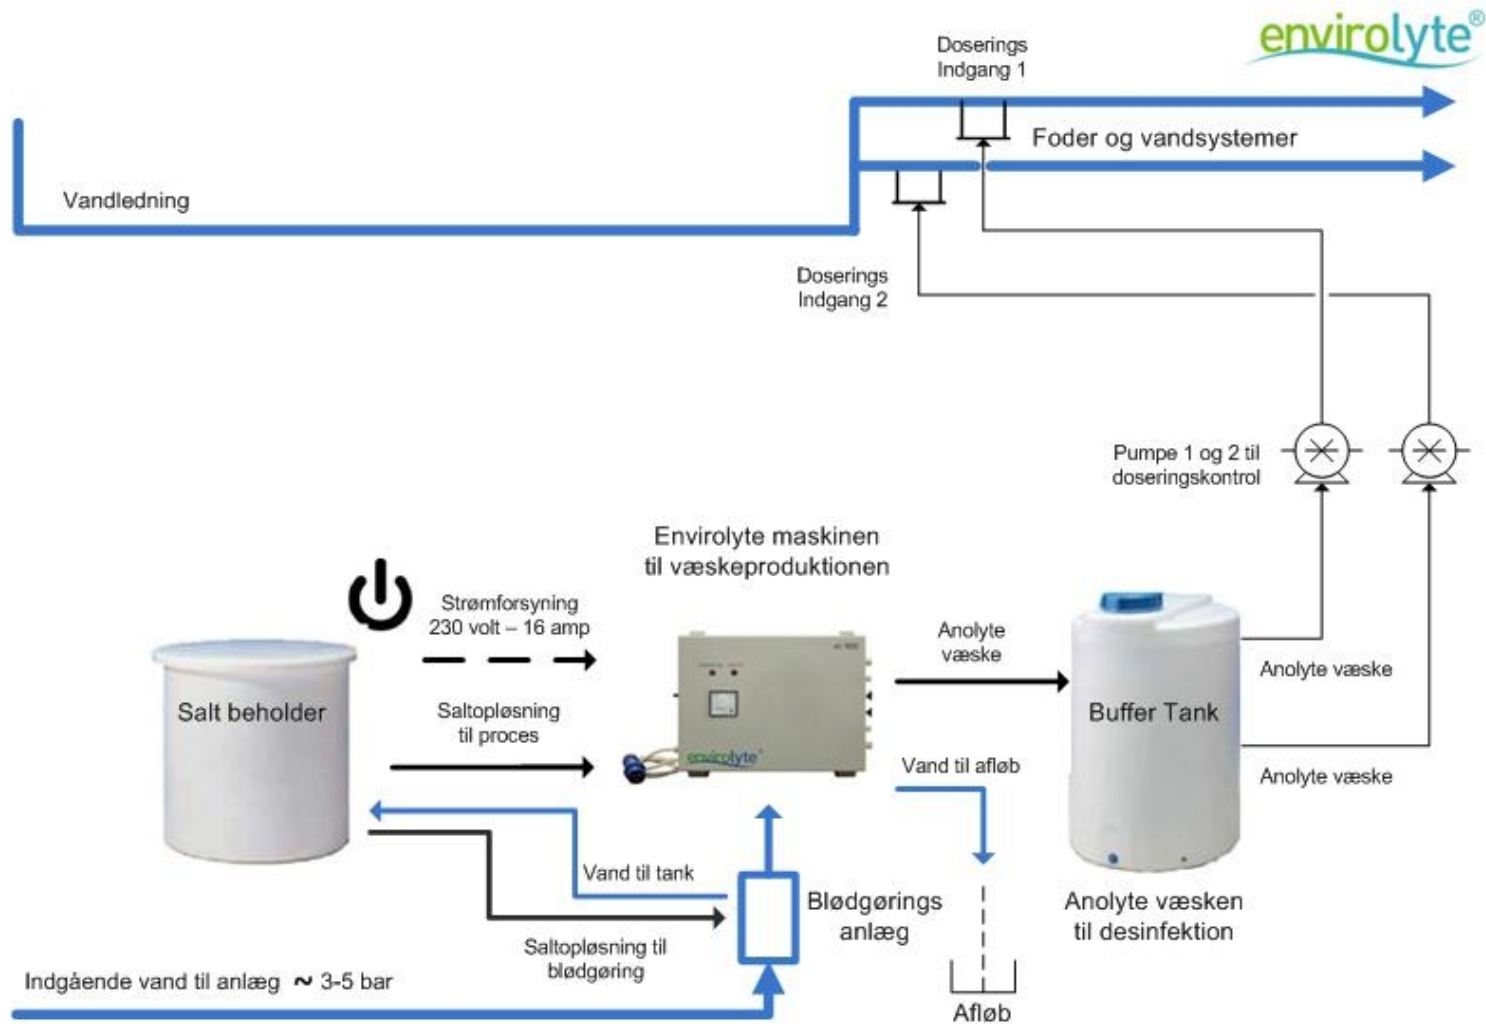 envirolyte®
Doserings
Indgang 1
Foder og vandsystemer
Vandledning
Doserings
Indgang 2
Pumpe 1 og 2 til
doseringskontrol
Envirolyte maskinen
til væskeproduktionen
Strømforsyning
230 volt – 16 amp
Anolyte
væske
Salt beholder
Saltopløsning
til proces
envirolyte®
Buffer Tank
Anolyte væske
Vand til afløb
Anolyte væske
Vand til tank
Blødgørings
anlæg
Anolyte væsken
til desinfektion
Saltopløsning til
blødgøring
Indgående vand til anlæg ~ 3-5 bar
Afløb